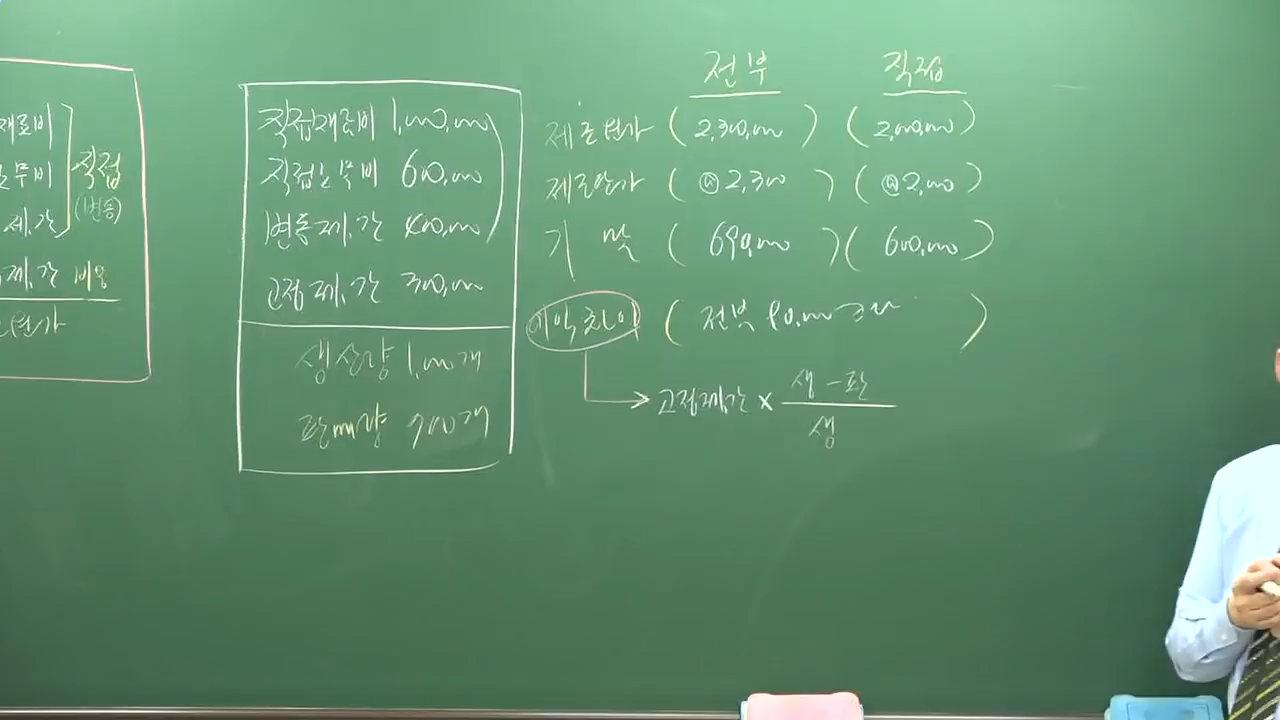 재료비
노무비
직접
(변동)
제.간
제.간 비용
원가
직접재료비 1,000,000
직접노무비 600,000
변동제.간 400,000
고정제.간 300,000
생산량 1,000개
판매량 700개
전부 직접
제조원가 (2,300,000) (2,000,000)
제조단가 (@2,300) (@2,000)
기말 (690,000) (600,000)
이익차이 (전부 90,000 크다)
고정제.간 × 생-판
생